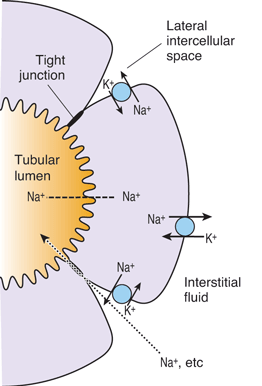 Lateral
intercellular
space
Tight
junction
K+
Na+
Tubular
lumen
Na+ Na+
Na+
K+
Na+
K+
Interstitial
fluid
Na+, etc